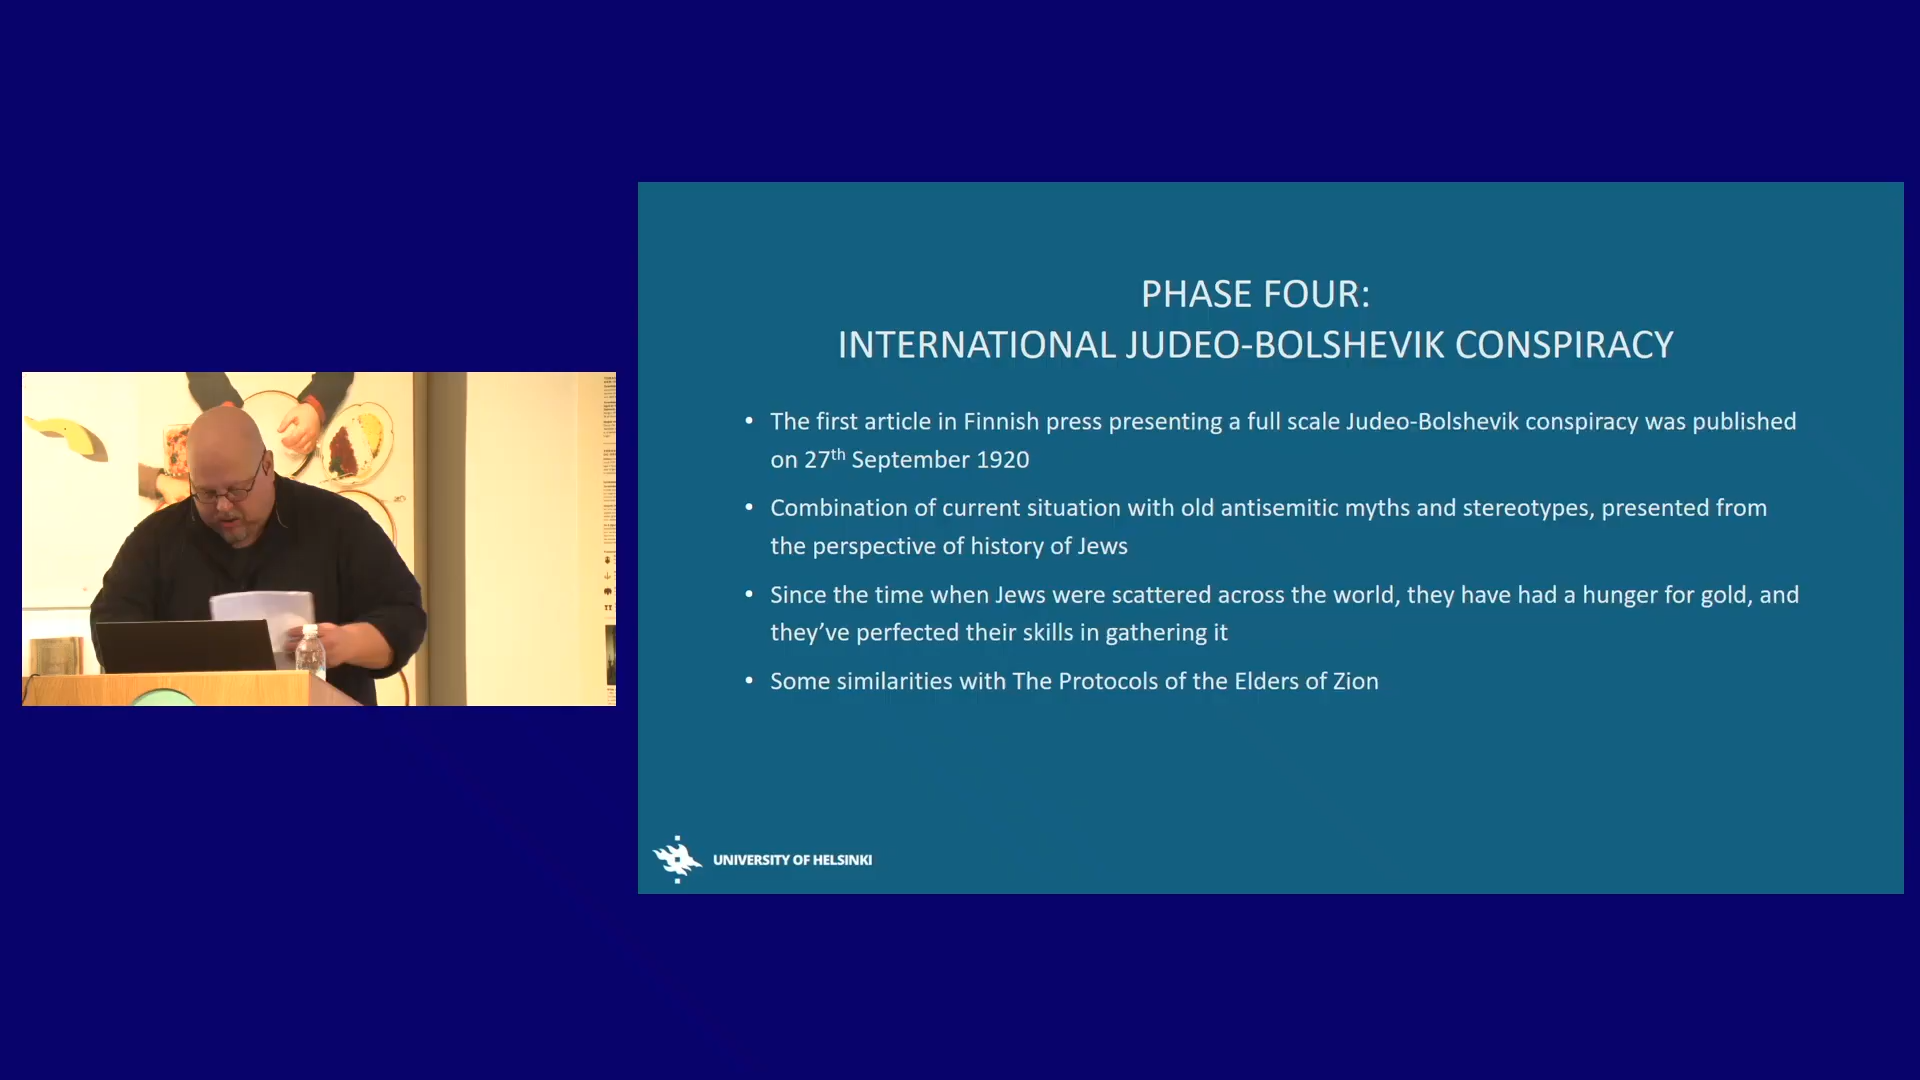 PHASE FOUR:
INTERNATIONAL JUDEO-BOLSHEVIK CONSPIRACY
• The first article in Finnish press presenting a full scale Judeo-Bolshevik conspiracy was published
on 27th September 1920
• Combination of current situation with old antisemitic myths and stereotypes, presented from
the perspective of history of Jews
• Since the time when Jews were scattered across the world, they have had a hunger for gold, and
they’ve perfected their skills in gathering it
• Some similarities with The Protocols of the Elders of Zion
UNIVERSITY OF HELSINKI